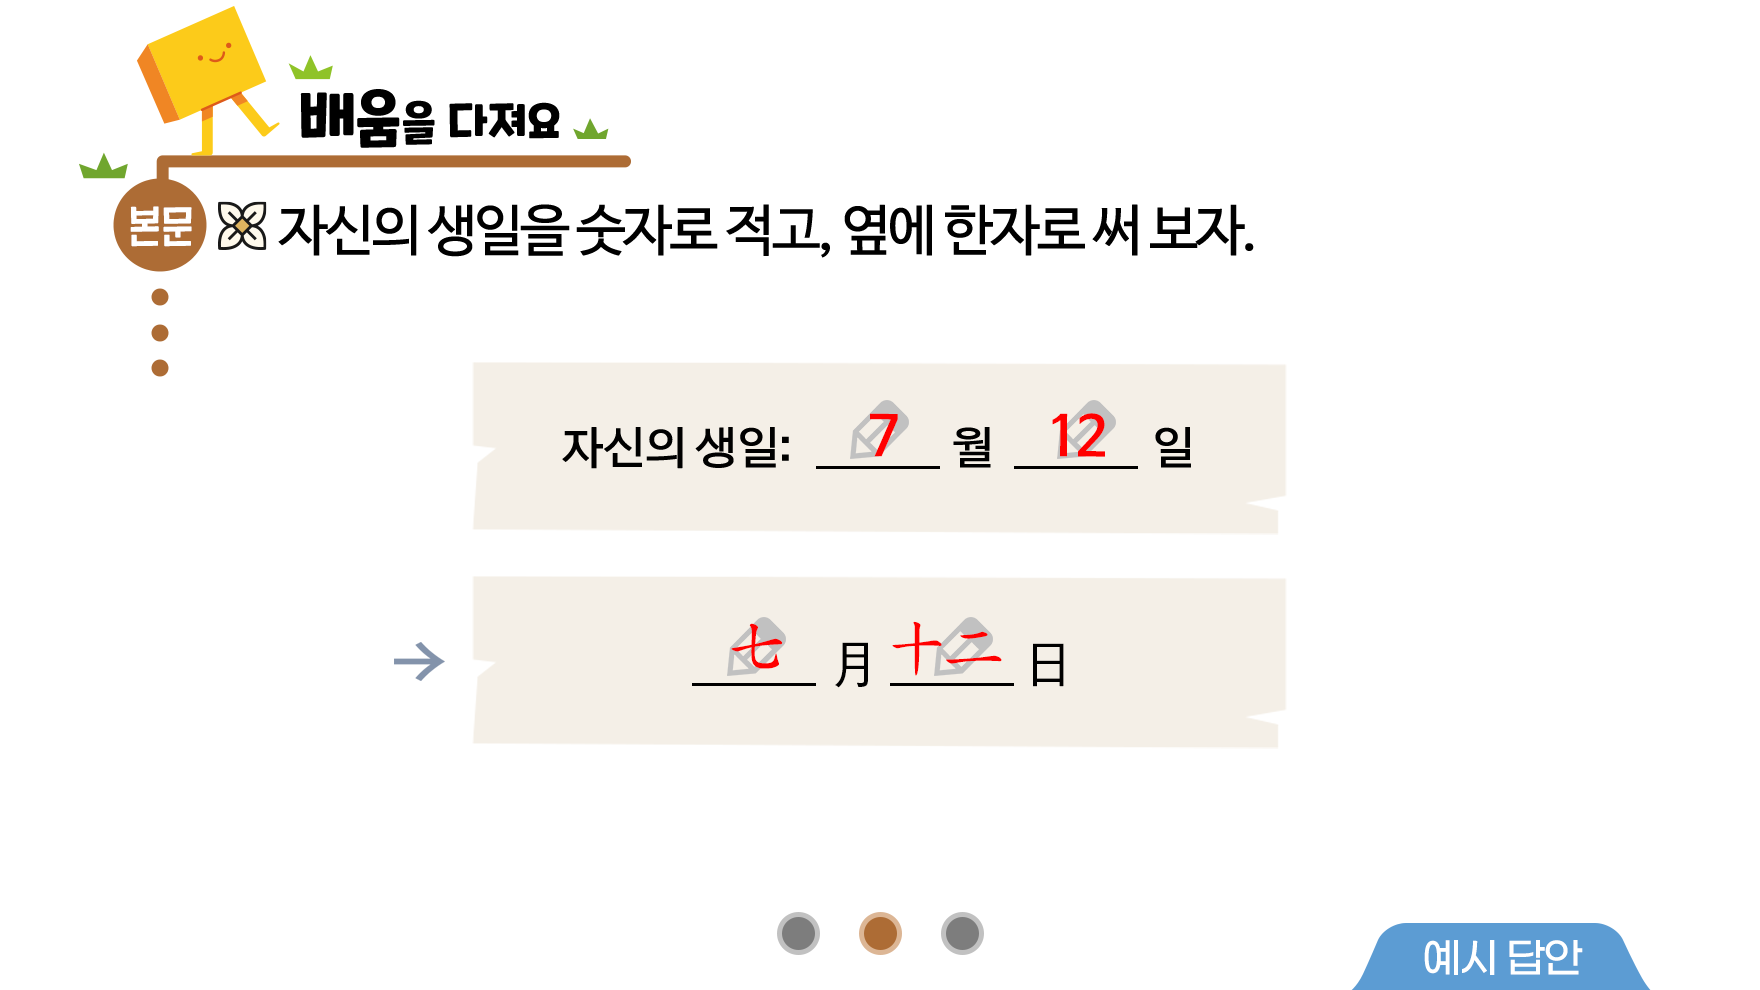 배움을 다져요
본문 자신의 생일을 숫자로 적고, 옆에 한자로 써 보자.
자신의 생일: 7 월 12 일
→ 七 月 十二 日
예시 답안